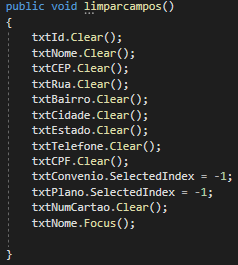 public void limparcampos()
{
txtId.Clear();
txtNome.Clear();
txtCEP.Clear();
txtRua.Clear();
txtBairro.Clear();
txtCidade.Clear();
txtEstado.Clear();
txtTelefone.Clear();
txtCPF.Clear();
txtConvenio.SelectedIndex = -1;
txtPlano.SelectedIndex = -1;
txtNumCartao.Clear();
txtNome.Focus();
}